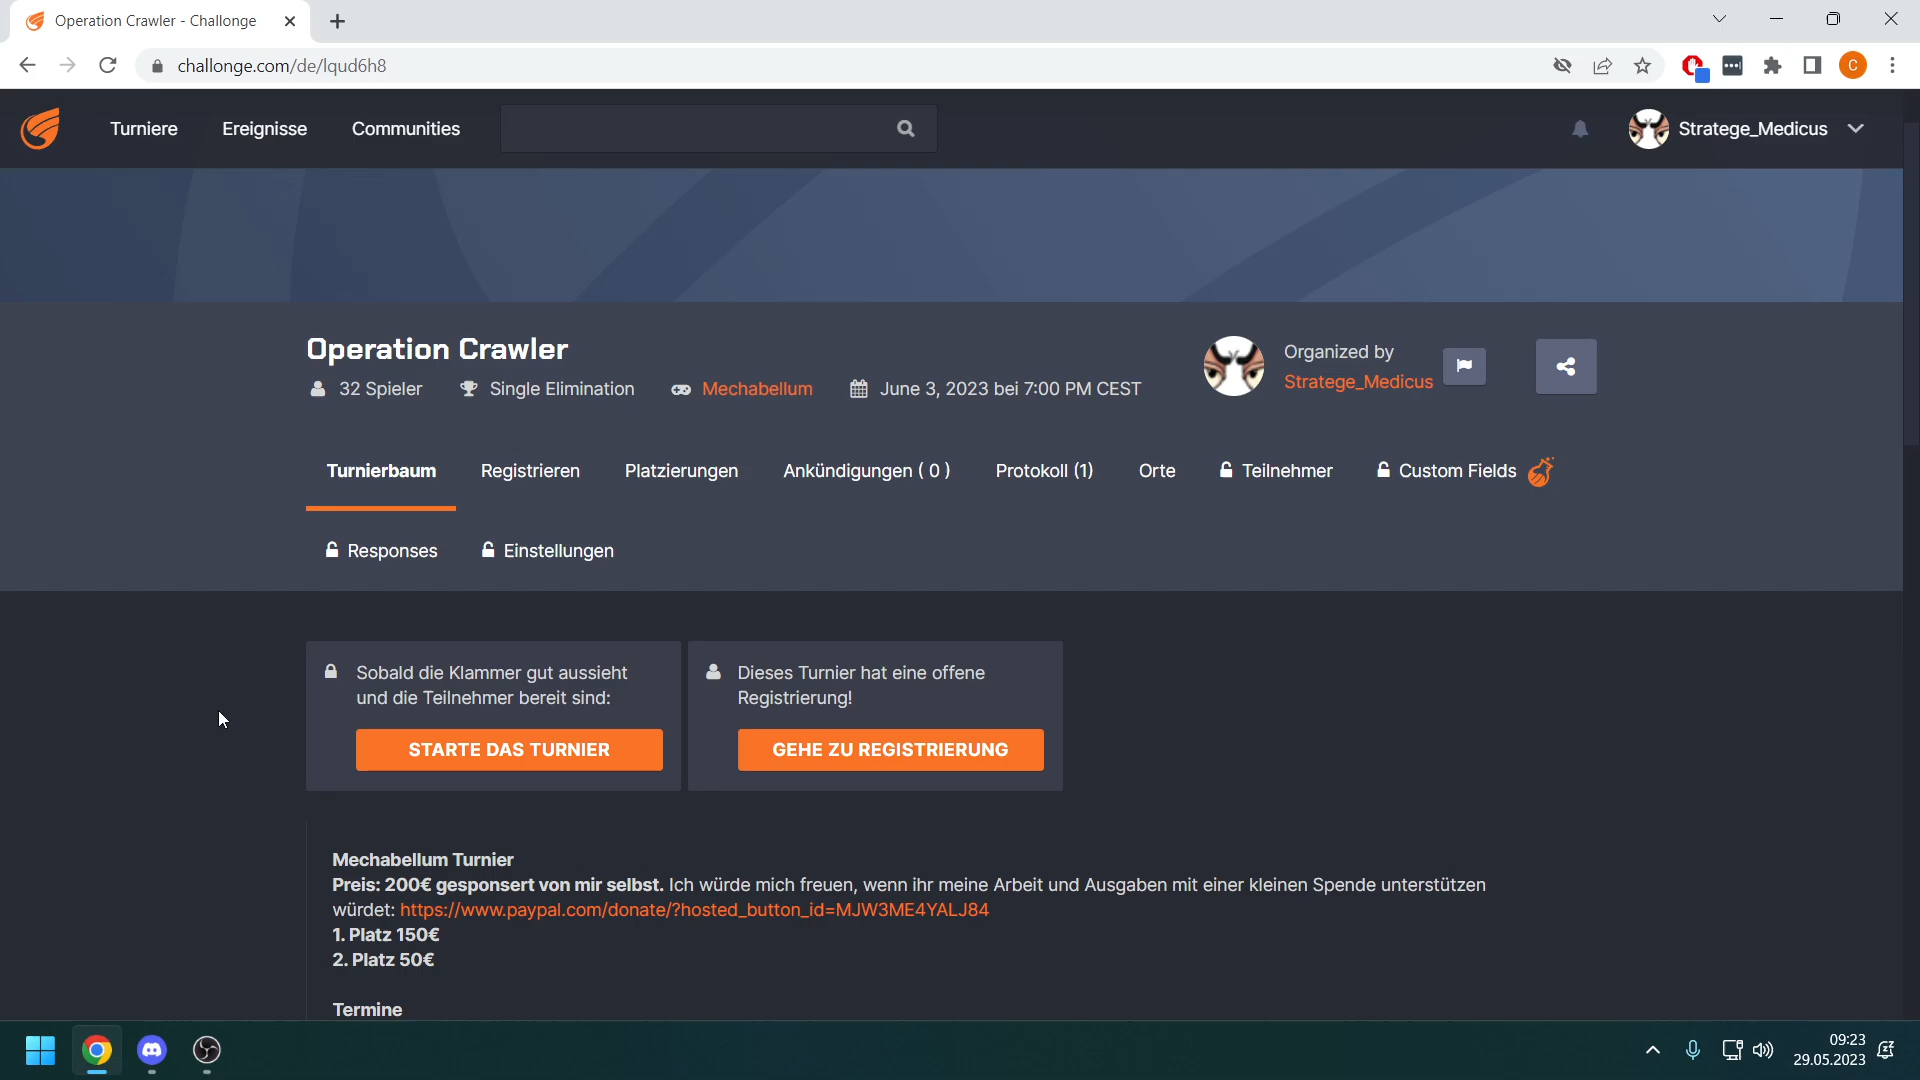 Operation Crawler - Challonge
challonge.com/de/lqud6h8
C
Turniere Ereignisse Communities
Stratege_Medicus
Operation Crawler
32 Spieler Single Elimination Mechabellum June 3, 2023 bei 7:00 PM CEST
Organized by
Stratege_Medicus
Turnierbaum Registrieren Platzierungen Ankündigungen ( 0 ) Protokoll (1) Orte Teilnehmer Custom Fields
Responses Einstellungen
Sobald die Klammer gut aussieht
und die Teilnehmer bereit sind:
STARTE DAS TURNIER
Dieses Turnier hat eine offene
Registrierung!
GEHE ZU REGISTRIERUNG
Mechabellum Turnier
Preis: 200€ gesponsert von mir selbst. Ich würde mich freuen, wenn ihr meine Arbeit und Ausgaben mit einer kleinen Spende unterstützen
würdet: https://www.paypal.com/donate/?hosted_button_id=MJW3ME4YALJ84
1. Platz 150€
2. Platz 50€
Termine
09:23
29.05.2023